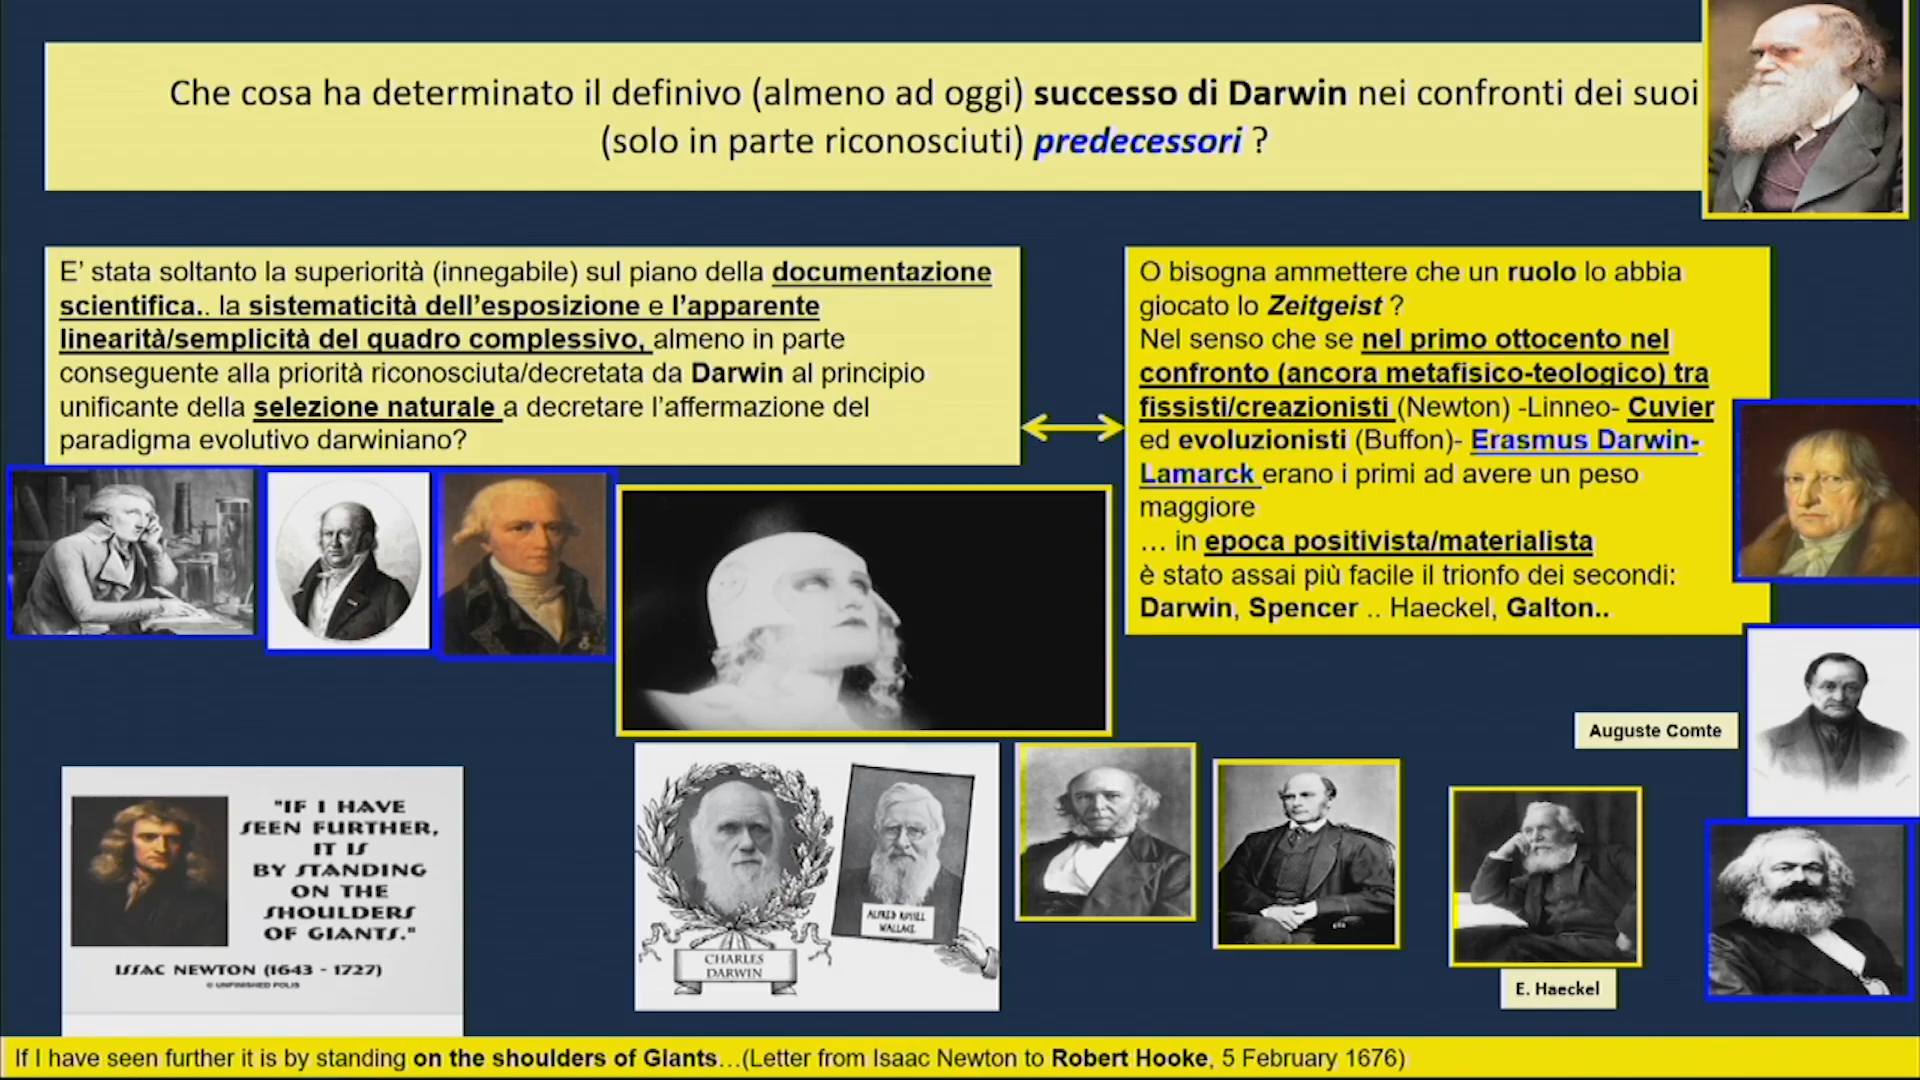 Che cosa ha determinato il definivo (almeno ad oggi) successo di Darwin nei confronti dei suoi
(solo in parte riconosciuti) predecessori ?
E' stata soltanto la superiorità (innegabile) sul piano della documentazione
scientifica.. la sistematicità dell'esposizione e l'apparente
linearità/semplicità del quadro complessivo, almeno in parte
conseguente alla priorità riconosciuta/decretata da Darwin al principio
unificante della selezione naturale a decretare l'affermazione del
paradigma evolutivo darwiniano?
O bisogna ammettere che un ruolo lo abbia
giocato lo Zeitgeist ?
Nel senso che se nel primo ottocento nel
confronto (ancora metafisico-teologico) tra
fissisti/creazionisti (Newton) -Linneo- Cuvier
ed evoluzionisti (Buffon)- Erasmus Darwin-
Lamarck erano i primi ad avere un peso
maggiore
… in epoca positivista/materialista
è stato assai più facile il trionfo dei secondi:
Darwin, Spencer .. Haeckel, Galton..
Auguste Comte
"IF I HAVE
SEEN FURTHER,
IT IS
BY STANDING
ON THE
SHOULDERS
OF GIANTS."
ISSAC NEWTON (1643 - 1727)
© UNFINISHED POLIS
CHARLES
DARWIN
ALFRED RUSSELL
WALLACE
E. Haeckel
If I have seen further it is by standing on the shoulders of Giants…(Letter from Isaac Newton to Robert Hooke, 5 February 1676)